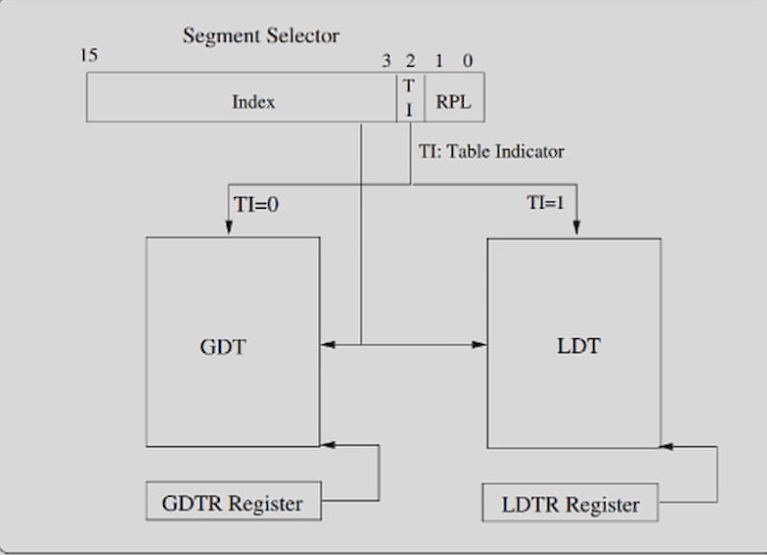 Segment Selector
15
3 2 1 0
Index
T
I
RPL
TI: Table Indicator
TI=0
TI=1
GDT
LDT
GDTR Register
LDTR Register